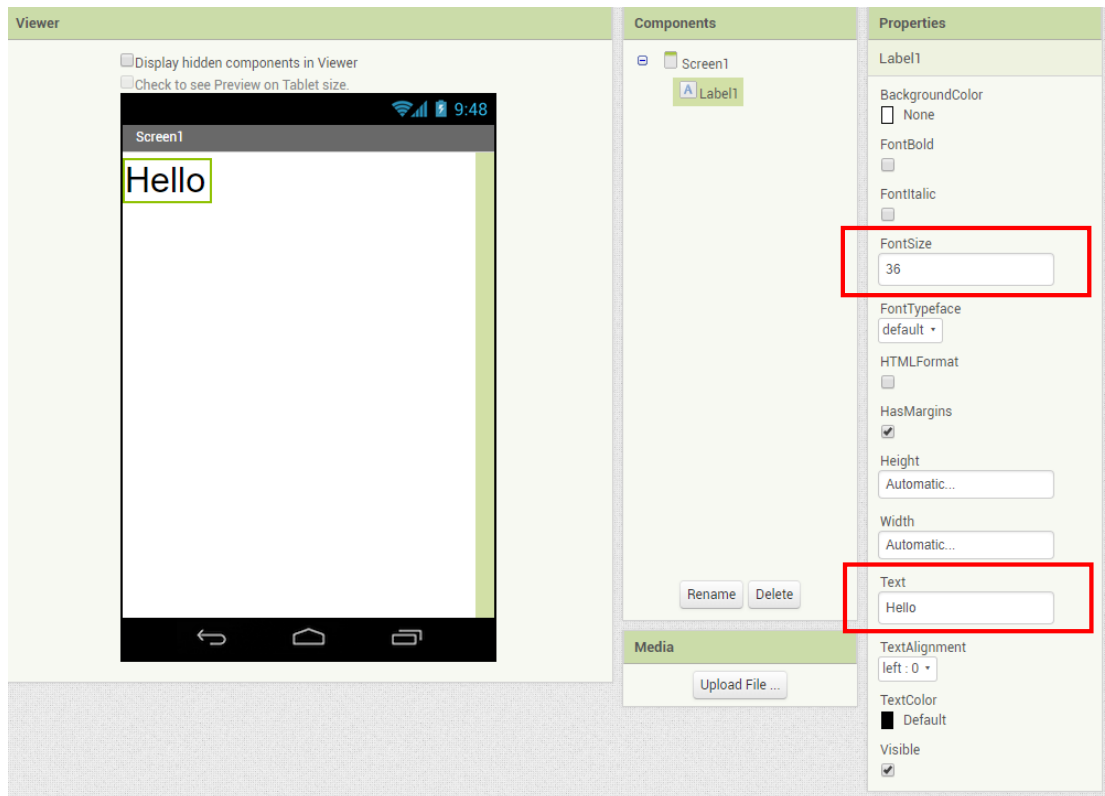 Viewer
Display hidden components in Viewer
Check to see Preview on Tablet size.
9:48
Screen1
Hello
Components
Screen1
A Label1
Rename Delete
Media
Upload File ...
Properties
Label1
BackgroundColor
None
FontBold
FontItalic
FontSize
36
FontTypeface
default
HTMLFormat
HasMargins
Height
Automatic...
Width
Automatic...
Text
Hello
TextAlignment
left : 0
TextColor
Default
Visible